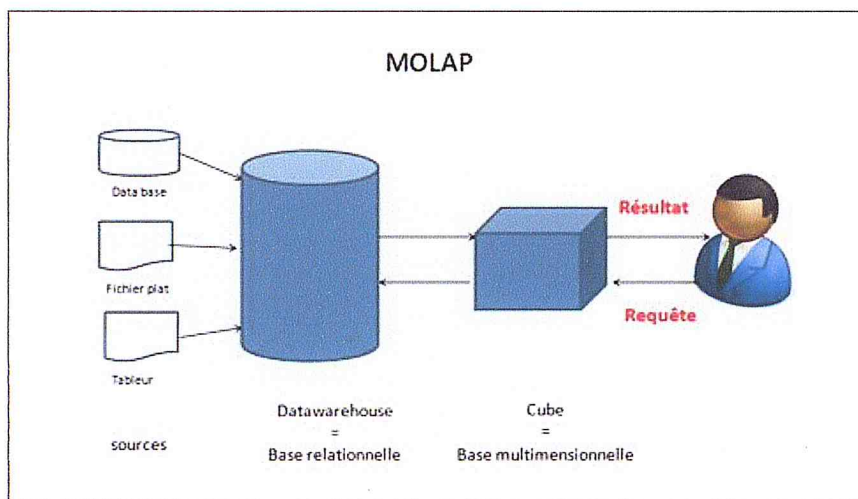 MOLAP
Data base
Fichier plat
Tableur
sources
Datawarehouse
=
Base relationnelle
Cube
=
Base multimensionnelle
Résultat
Requête